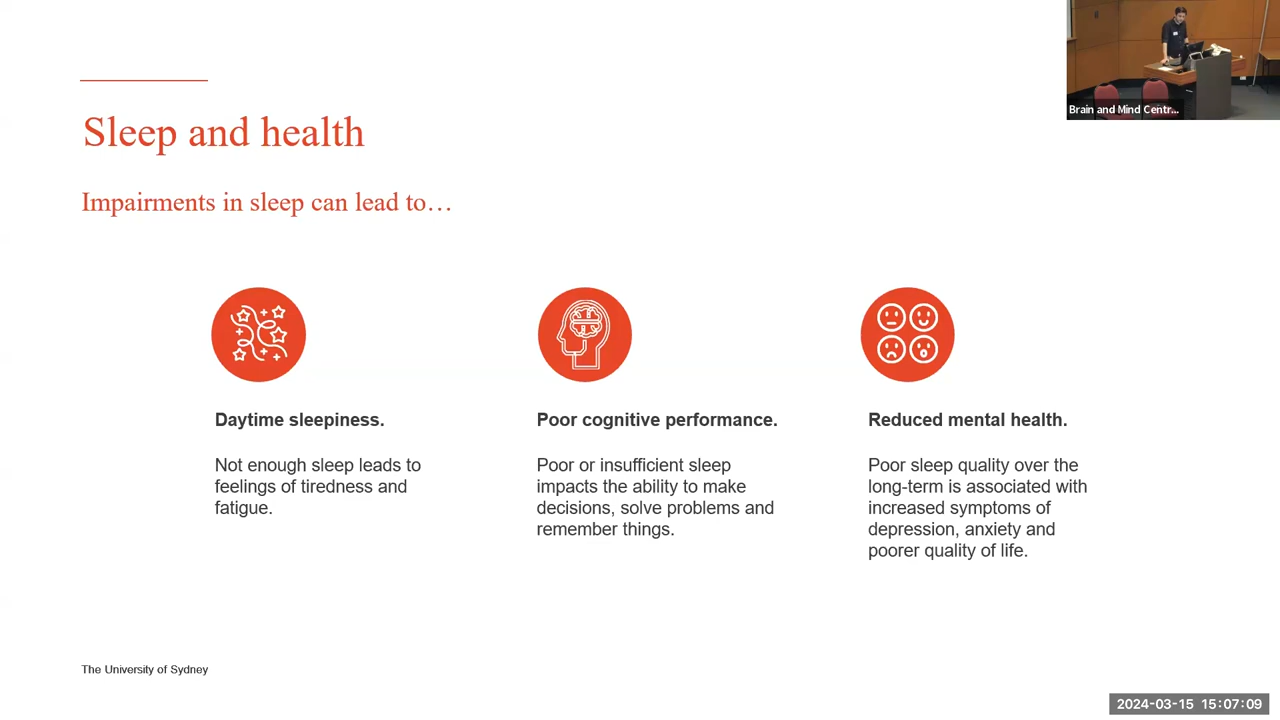 Brain and Mind Centr...
Sleep and health
Impairments in sleep can lead to…
Daytime sleepiness.
Not enough sleep leads to
feelings of tiredness and
fatigue.
Poor cognitive performance.
Poor or insufficient sleep
impacts the ability to make
decisions, solve problems and
remember things.
Reduced mental health.
Poor sleep quality over the
long-term is associated with
increased symptoms of
depression, anxiety and
poorer quality of life.
The University of Sydney
2024-03-15 15:07:09